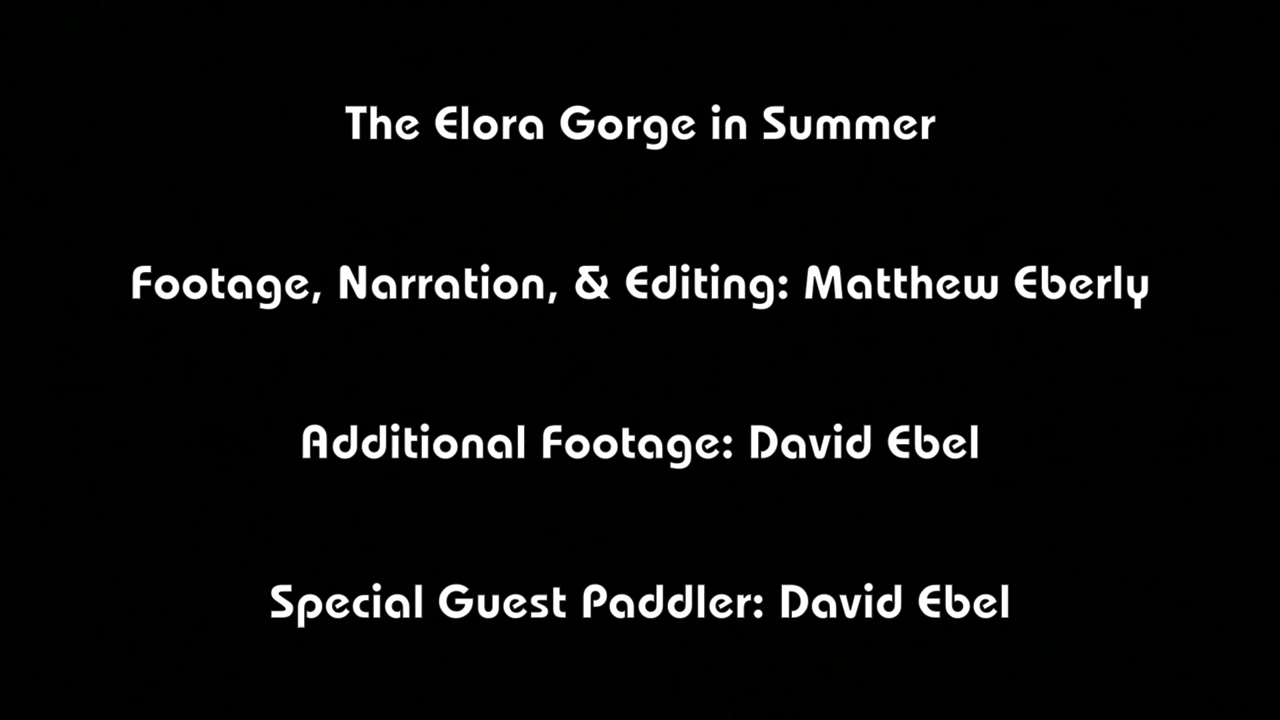 The Elora Gorge in Summer
Footage, Narration, & Editing: Matthew Eberly
Additional Footage: David Ebel
Special Guest Paddler: David Ebel